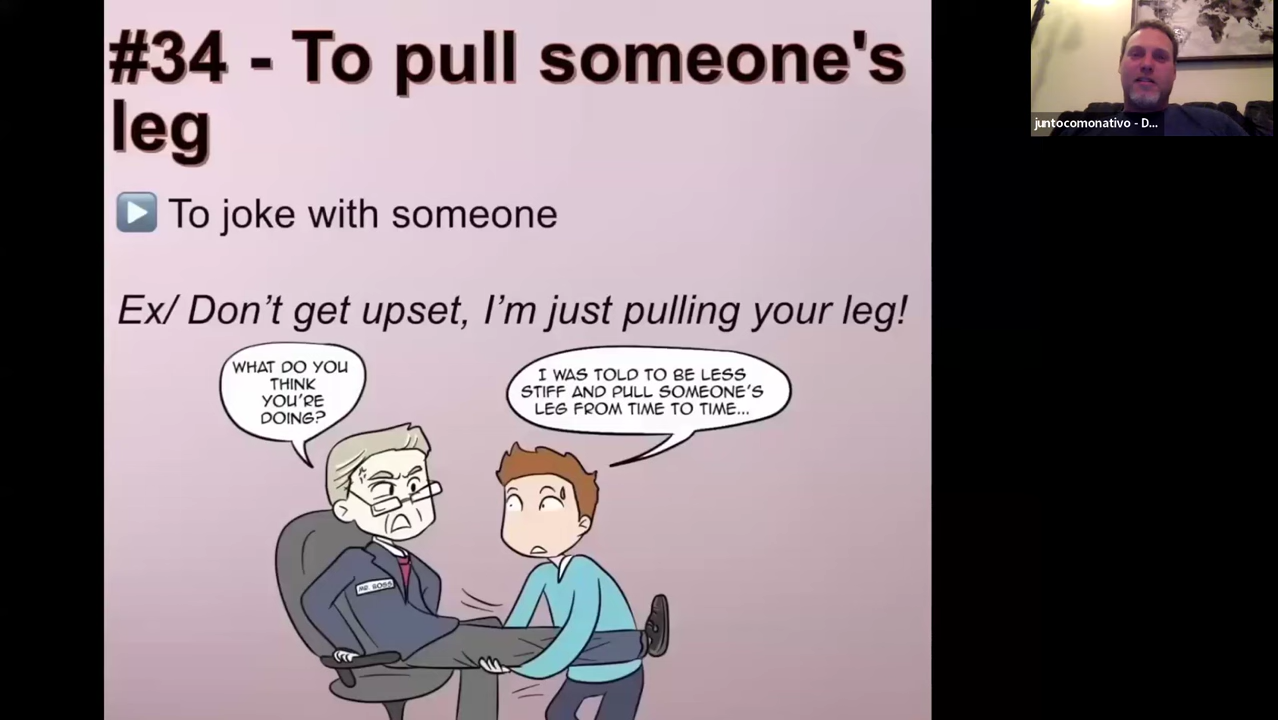 #34 - To pull someone's
leg
To joke with someone
Ex/ Don’t get upset, I’m just pulling your leg!
WHAT DO YOU
THINK
YOU'RE
DOING?
I WAS TOLD TO BE LESS
STIFF AND PULL SOMEONE'S
LEG FROM TIME TO TIME...
MR BOSS
juntocomonativo - D...